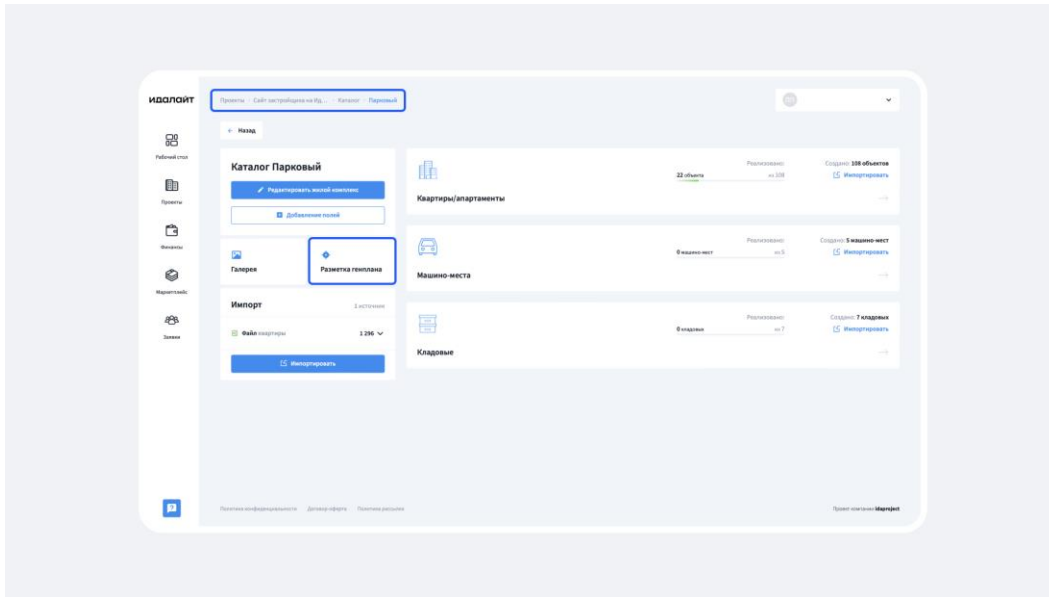 идалайт
Проекты
Сайт застройщика на Ид...
Каталог
Парковый
← Назад
Рабочий стол
Проекты
Финансы
Маркетплейс
Заявки
Каталог Парковый
Редактировать жилой комплекс
Добавление полей
Галерея
Разметка генплана
Импорт
1 источник
Файл квартиры
1 296
Импортировать
22 объекта
Реализовано:
из 108
Создано: 108 объектов
Импортировать
Квартиры/апартаменты
0 машино-мест
Реализовано:
из 5
Создано: 5 машино-мест
Импортировать
Машино-места
0 кладовых
Реализовано:
из 7
Создано: 7 кладовых
Импортировать
Кладовые
Политика конфиденциальности
Договор-оферта
Политика рассылок
Проект компании idaproject